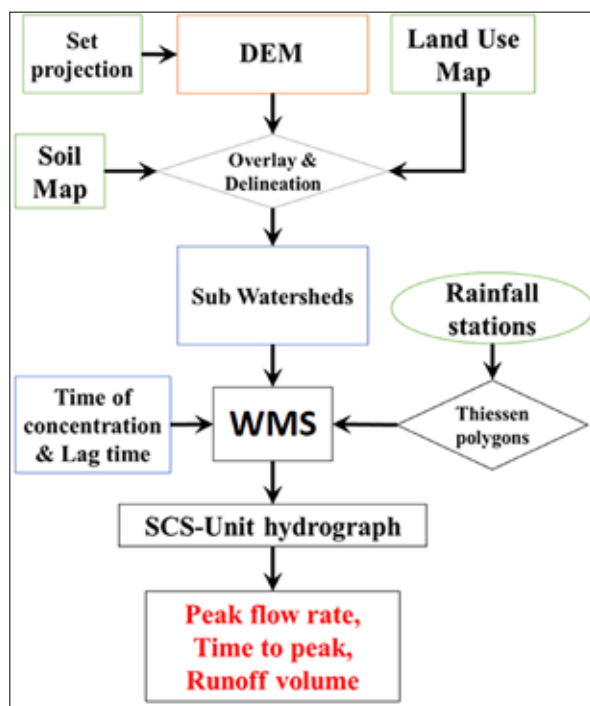 Set
projection
DEM
Land Use
Map
Soil
Map
Overlay &
Delineation
Sub Watersheds
Rainfall
stations
Time of
concentration
& Lag time
WMS
Thiessen
polygons
SCS-Unit hydrograph
Peak flow rate,
Time to peak,
Runoff volume